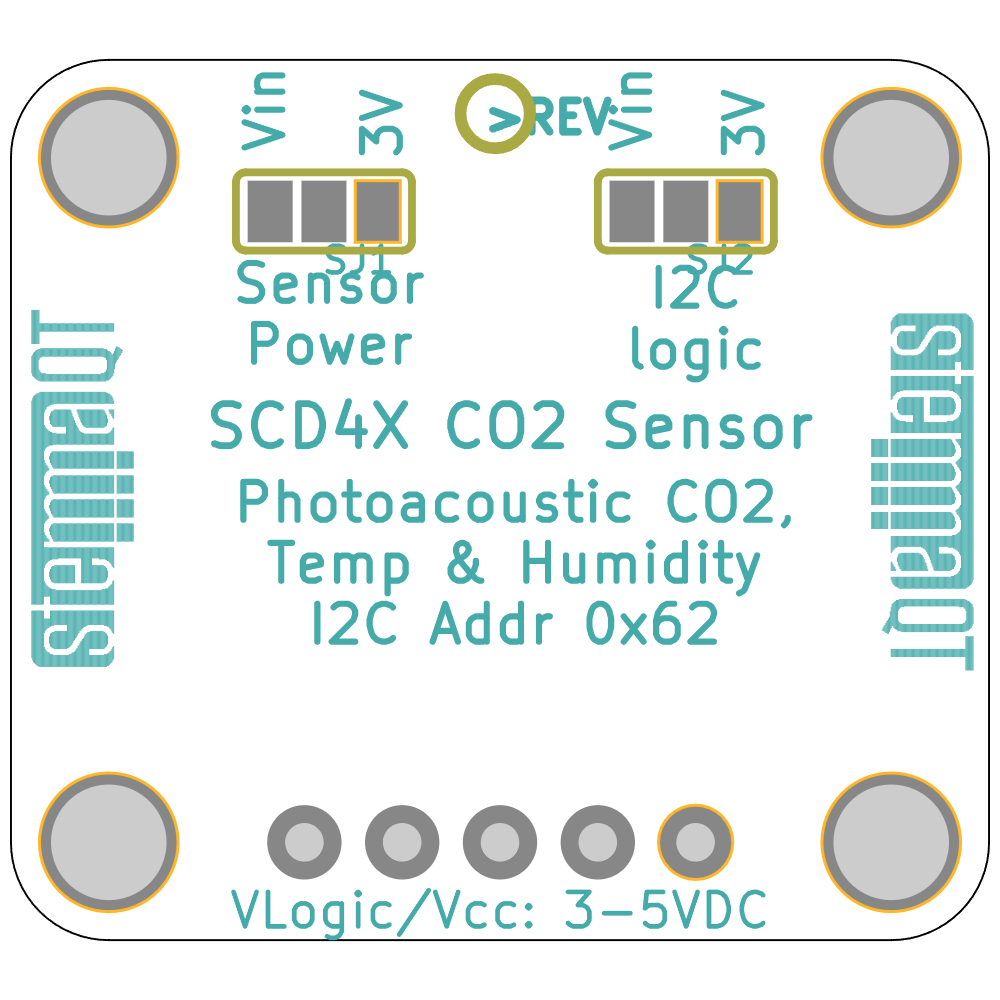 Vin 3V
>REV
Vin 3V
SJ1
SJ2
Sensor
Power
I2C
logic
stemmaQT
stemmaQT
SCD4X CO2 Sensor
Photoacoustic CO2,
Temp & Humidity
I2C Addr 0x62
VLogic/Vcc: 3-5VDC